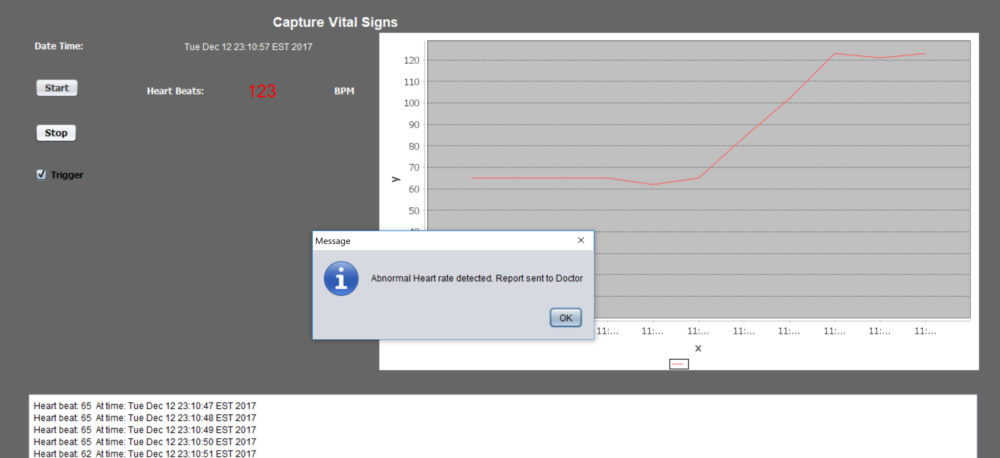 Capture Vital Signs
Date Time: Tue Dec 12 23:10:57 EST 2017
Start
Heart Beats: 123 BPM
Stop
Trigger
120
110
100
90
80
70
60
50
y
Message
Abnormal Heart rate detected. Report sent to Doctor
OK
11:... 11:... 11:... 11:... 11:... 11:... 11:... 11:...
x
Heart beat: 65 At time: Tue Dec 12 23:10:47 EST 2017
Heart beat: 65 At time: Tue Dec 12 23:10:48 EST 2017
Heart beat: 65 At time: Tue Dec 12 23:10:49 EST 2017
Heart beat: 65 At time: Tue Dec 12 23:10:50 EST 2017
Heart beat: 62 At time: Tue Dec 12 23:10:51 EST 2017